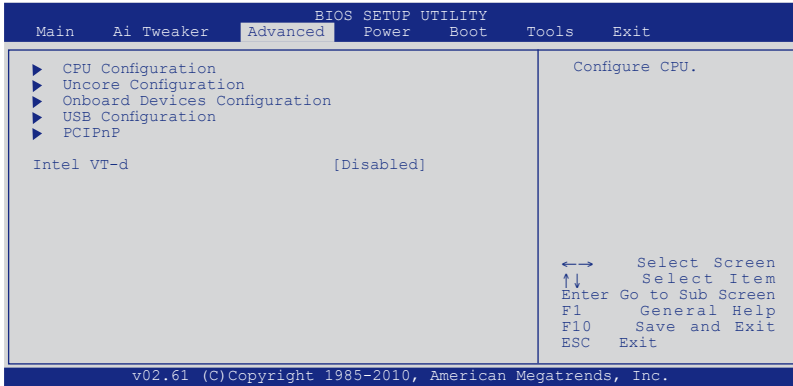 BIOS SETUP UTILITY
Main Ai Tweaker Advanced Power Boot Tools Exit
CPU Configuration
Uncore Configuration
Onboard Devices Configuration
USB Configuration
PCIPnP
Intel VT-d [Disabled]
Configure CPU.
←→ Select Screen
↑↓ Select Item
Enter Go to Sub Screen
F1 General Help
F10 Save and Exit
ESC Exit
v02.61 (C)Copyright 1985-2010, American Megatrends, Inc.